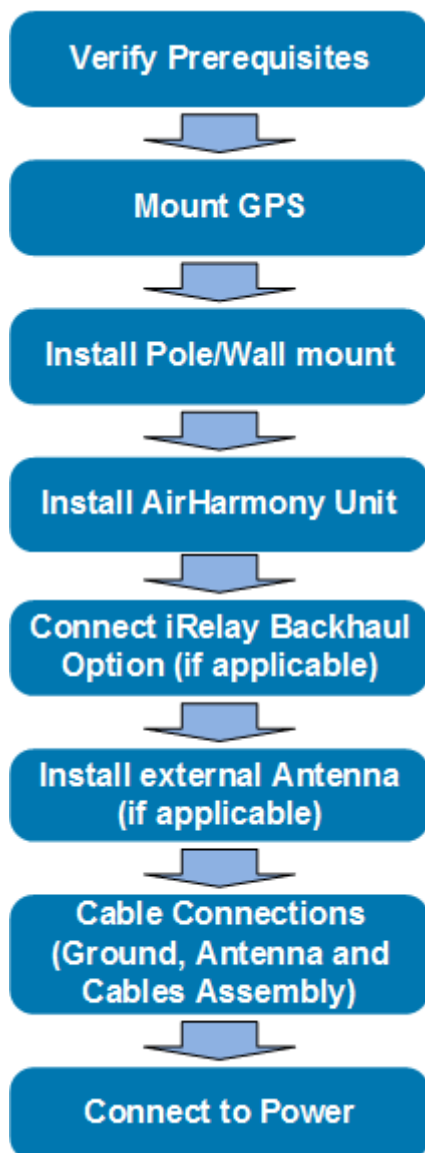 Verify Prerequisites
Mount GPS
Install Pole/Wall mount
Install AirHarmony Unit
Connect iRelay Backhaul
Option (if applicable)
Install external Antenna
(if applicable)
Cable Connections
(Ground, Antenna and
Cables Assembly)
Connect to Power